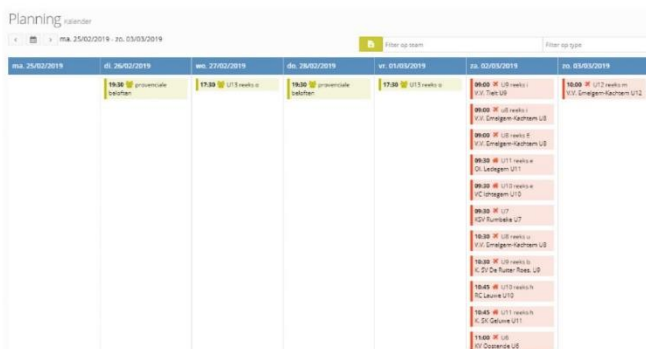 Planning kalender
ma. 25/02/2019 - zo. 03/03/2019
Filter op team
Filter op type
ma. 25/02/2019
di. 26/02/2019
wo. 27/02/2019
do. 28/02/2019
vr. 01/03/2019
za. 02/03/2019
zo. 03/03/2019
19:30 provenciale
beloften
17:30 U13 reeks o
19:30 provenciale
beloften
17:30 U13 reeks o
09:00 U9 reeks i
V.V. Tielt U9
09:00 u8 reeks i
V.V. Emelgem-Kachtem U8
09:00 U8 reeks E
V.V. Emelgem-Kachtem U8
09:30 U11 reeks e
Ol. Ledegem U11
09:30 U10 reeks e
VC Ichtegem U10
09:30 U7
KSV Rumbeke U7
10:30 U8 reeks u
V.V. Emelgem-Kachtem U8
10:30 U9 reeks b
K. SV De Ruiter Roes. U9
10:45 U10 reeks h
RC Lauwe U10
10:45 U11 reeks h
K. SK Geluwe U11
11:00 U6
KV Oostende U6
10:00 U12 reeks m
V.V. Emelgem-Kachtem U12